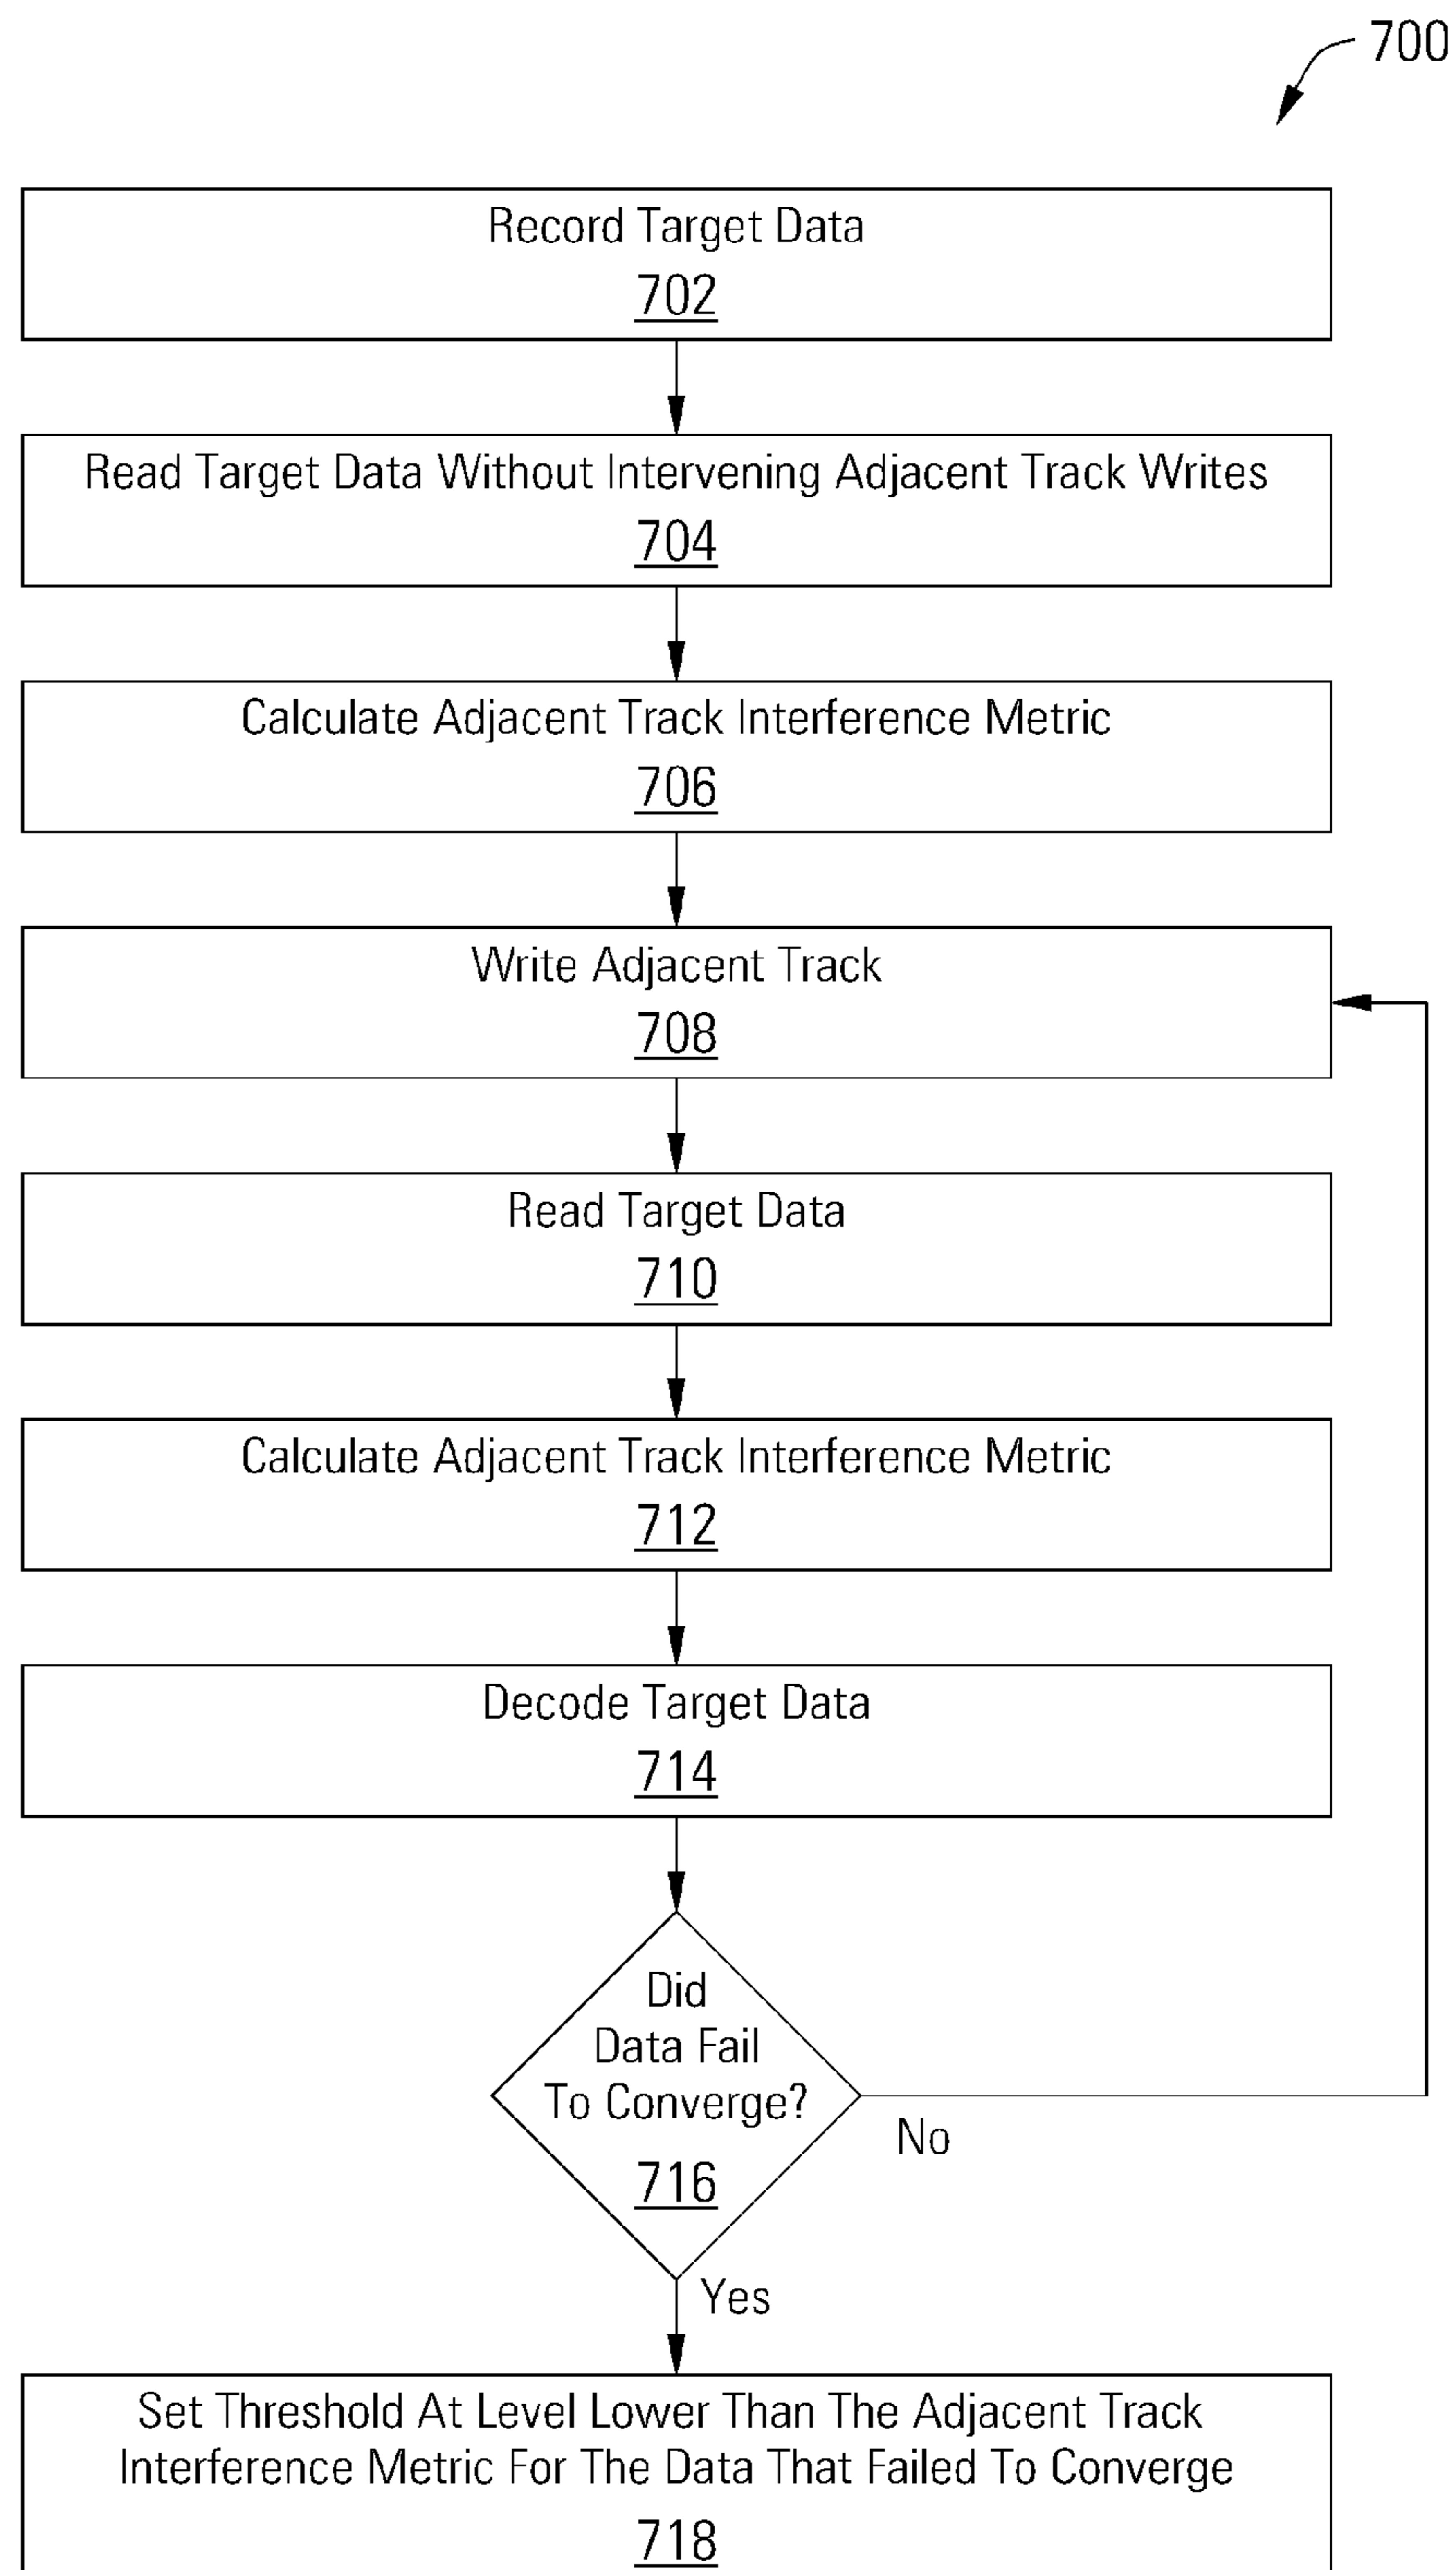 700
Record Target Data
702
Read Target Data Without Intervening Adjacent Track Writes
704
Calculate Adjacent Track Interference Metric
706
Write Adjacent Track
708
Read Target Data
710
Calculate Adjacent Track Interference Metric
712
Decode Target Data
714
Did
Data Fail
To Converge?
716
No
Yes
Set Threshold At Level Lower Than The Adjacent Track
Interference Metric For The Data That Failed To Converge
718